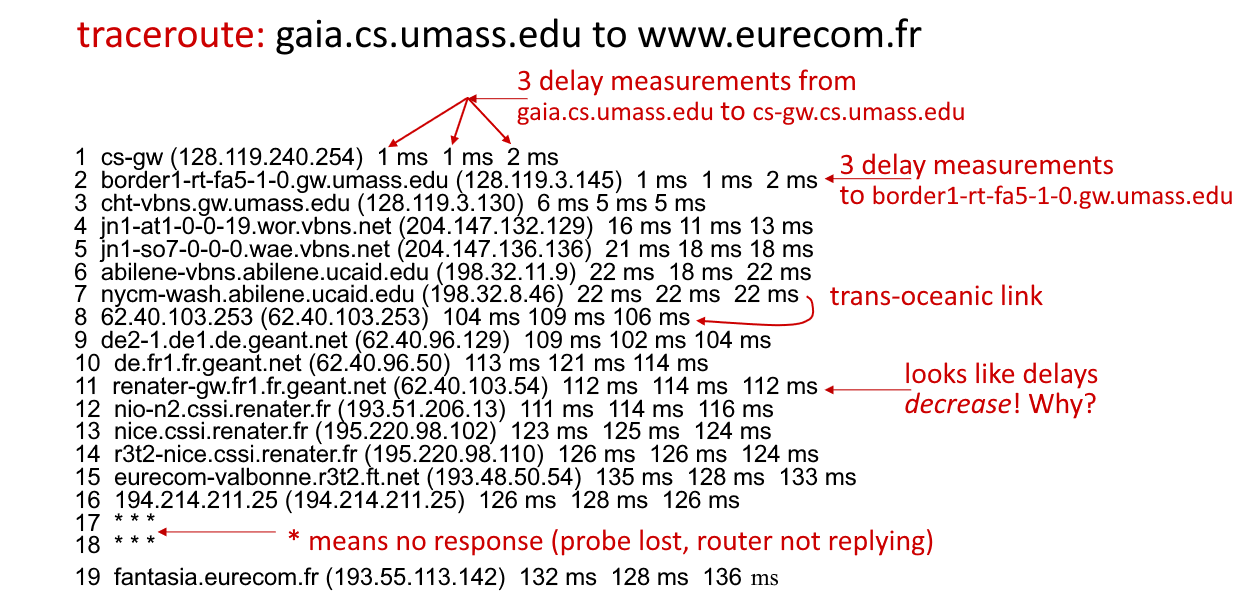 traceroute: gaia.cs.umass.edu to www.eurecom.fr
3 delay measurements from
gaia.cs.umass.edu to cs-gw.cs.umass.edu
1 cs-gw (128.119.240.254) 1 ms 1 ms 2 ms
2 border1-rt-fa5-1-0.gw.umass.edu (128.119.3.145) 1 ms 1 ms 2 ms
3 delay measurements
to border1-rt-fa5-1-0.gw.umass.edu
3 cht-vbns.gw.umass.edu (128.119.3.130) 6 ms 5 ms 5 ms
4 jn1-at1-0-0-19.wor.vbns.net (204.147.132.129) 16 ms 11 ms 13 ms
5 jn1-so7-0-0-0.wae.vbns.net (204.147.136.136) 21 ms 18 ms 18 ms
6 abilene-vbns.abilene.ucaid.edu (198.32.11.9) 22 ms 18 ms 22 ms
7 nycm-wash.abilene.ucaid.edu (198.32.8.46) 22 ms 22 ms 22 ms
trans-oceanic link
8 62.40.103.253 (62.40.103.253) 104 ms 109 ms 106 ms
9 de2-1.de1.de.geant.net (62.40.96.129) 109 ms 102 ms 104 ms
10 de.fr1.fr.geant.net (62.40.96.50) 113 ms 121 ms 114 ms
11 renater-gw.fr1.fr.geant.net (62.40.103.54) 112 ms 114 ms 112 ms
looks like delays
decrease! Why?
12 nio-n2.cssi.renater.fr (193.51.206.13) 111 ms 114 ms 116 ms
13 nice.cssi.renater.fr (195.220.98.102) 123 ms 125 ms 124 ms
14 r3t2-nice.cssi.renater.fr (195.220.98.110) 126 ms 126 ms 124 ms
15 eurecom-valbonne.r3t2.ft.net (193.48.50.54) 135 ms 128 ms 133 ms
16 194.214.211.25 (194.214.211.25) 126 ms 128 ms 126 ms
17 * * *
18 * * *
* means no response (probe lost, router not replying)
19 fantasia.eurecom.fr (193.55.113.142) 132 ms 128 ms 136 ms